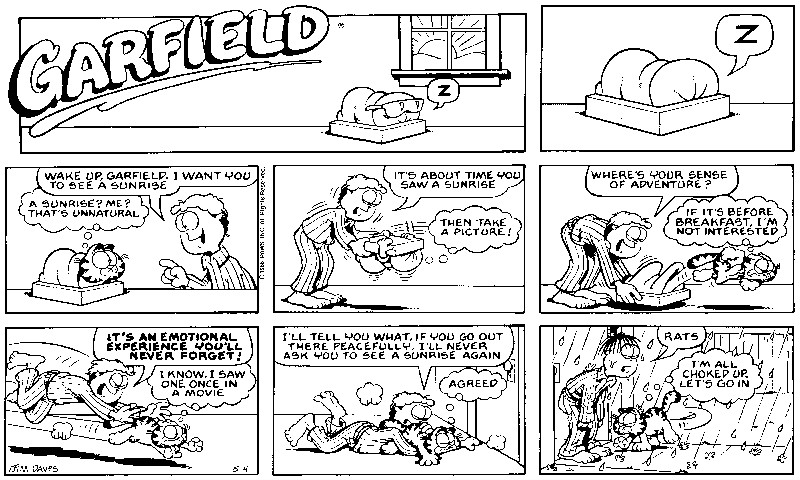 GARFIELD
Z
Z
WAKE UP, GARFIELD. I WANT YOU
TO SEE A SUNRISE
A SUNRISE? ME?
THAT'S UNNATURAL
IT'S ABOUT TIME YOU
SAW A SUNRISE
THEN TAKE
A PICTURE!
WHERE'S YOUR SENSE
OF ADVENTURE?
IF IT'S BEFORE
BREAKFAST, I'M
NOT INTERESTED
IT'S AN EMOTIONAL
EXPERIENCE YOU'LL
NEVER FORGET!
I KNOW. I SAW
ONE ONCE IN
A MOVIE
JIM DAVIS
5-4
I'LL TELL YOU WHAT, IF YOU GO OUT
THERE PEACEFULLY, I'LL NEVER
ASK YOU TO SEE A SUNRISE AGAIN
AGREED
RATS
I'M ALL
CHOKED UP.
LET'S GO IN